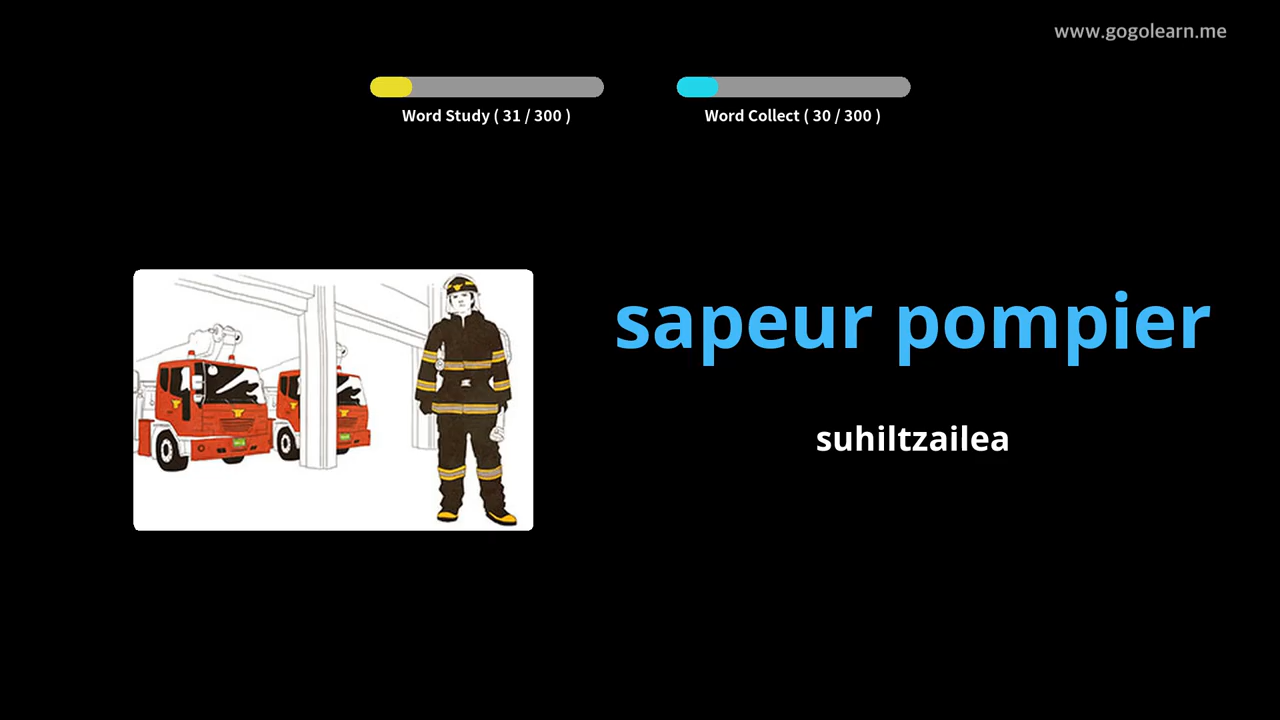 www.gogolearn.me
Word Study ( 31 / 300 )
Word Collect ( 30 / 300 )
sapeur pompier
suhiltzailea